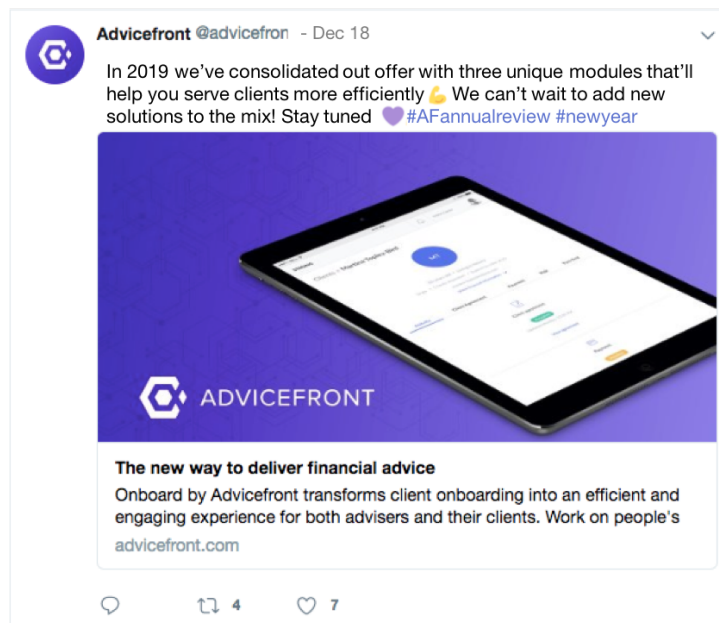 Advicefront @advicefron - Dec 18
In 2019 we've consolidated out offer with three unique modules that'll
help you serve clients more efficiently 💪 We can't wait to add new
solutions to the mix! Stay tuned 💜 #AFannualreview #newyear
ADVICEFRONT
The new way to deliver financial advice
Onboard by Advicefront transforms client onboarding into an efficient and
engaging experience for both advisers and their clients. Work on people's
advicefront.com
4 7